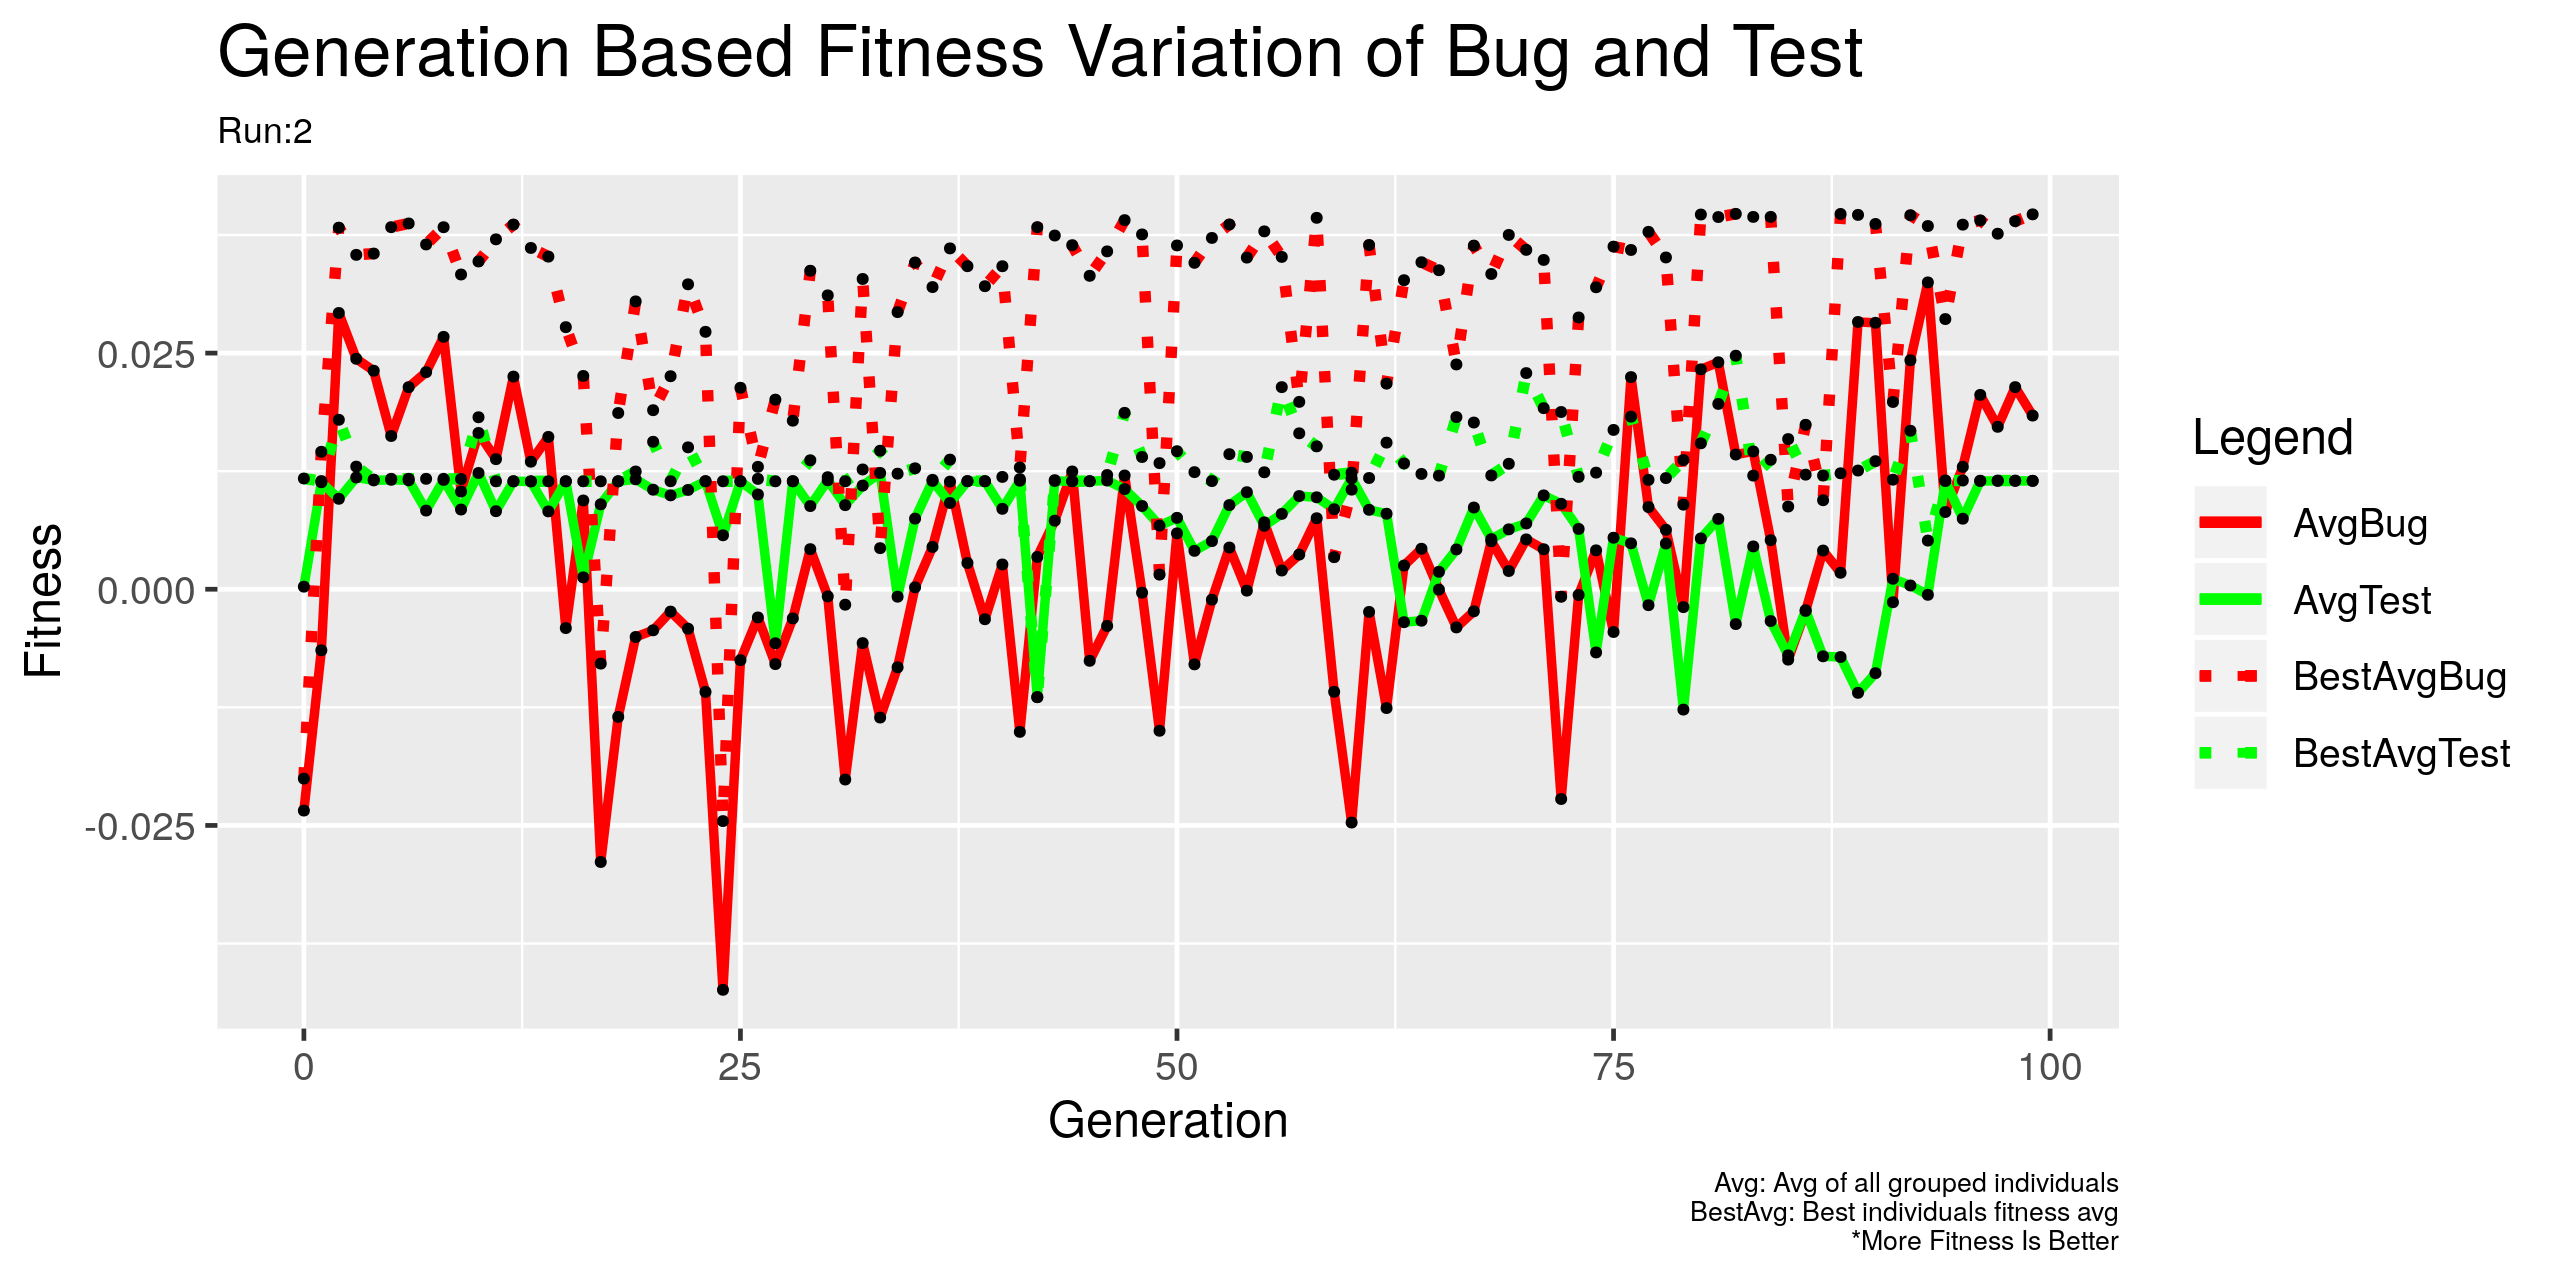 Generation Based Fitness Variation of Bug and Test
Run:2
Fitness
0.025
0.000
-0.025
0
25
50
75
100
Generation
Legend
AvgBug
AvgTest
BestAvgBug
BestAvgTest
Avg: Avg of all grouped individuals
BestAvg: Best individuals fitness avg
*More Fitness Is Better